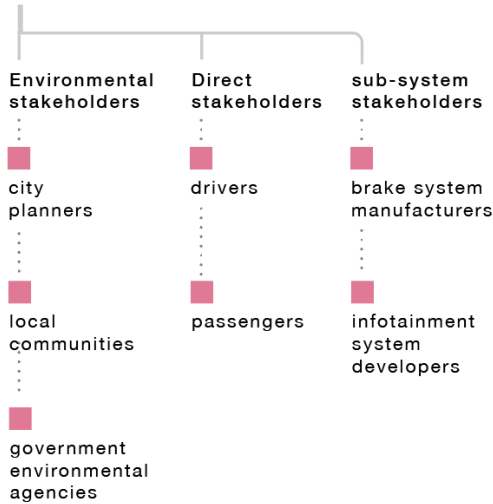 Environmental
stakeholders
city
planners
local
communities
government
environmental
agencies
Direct
stakeholders
drivers
passengers
sub-system
stakeholders
brake system
manufacturers
infotainment
system
developers